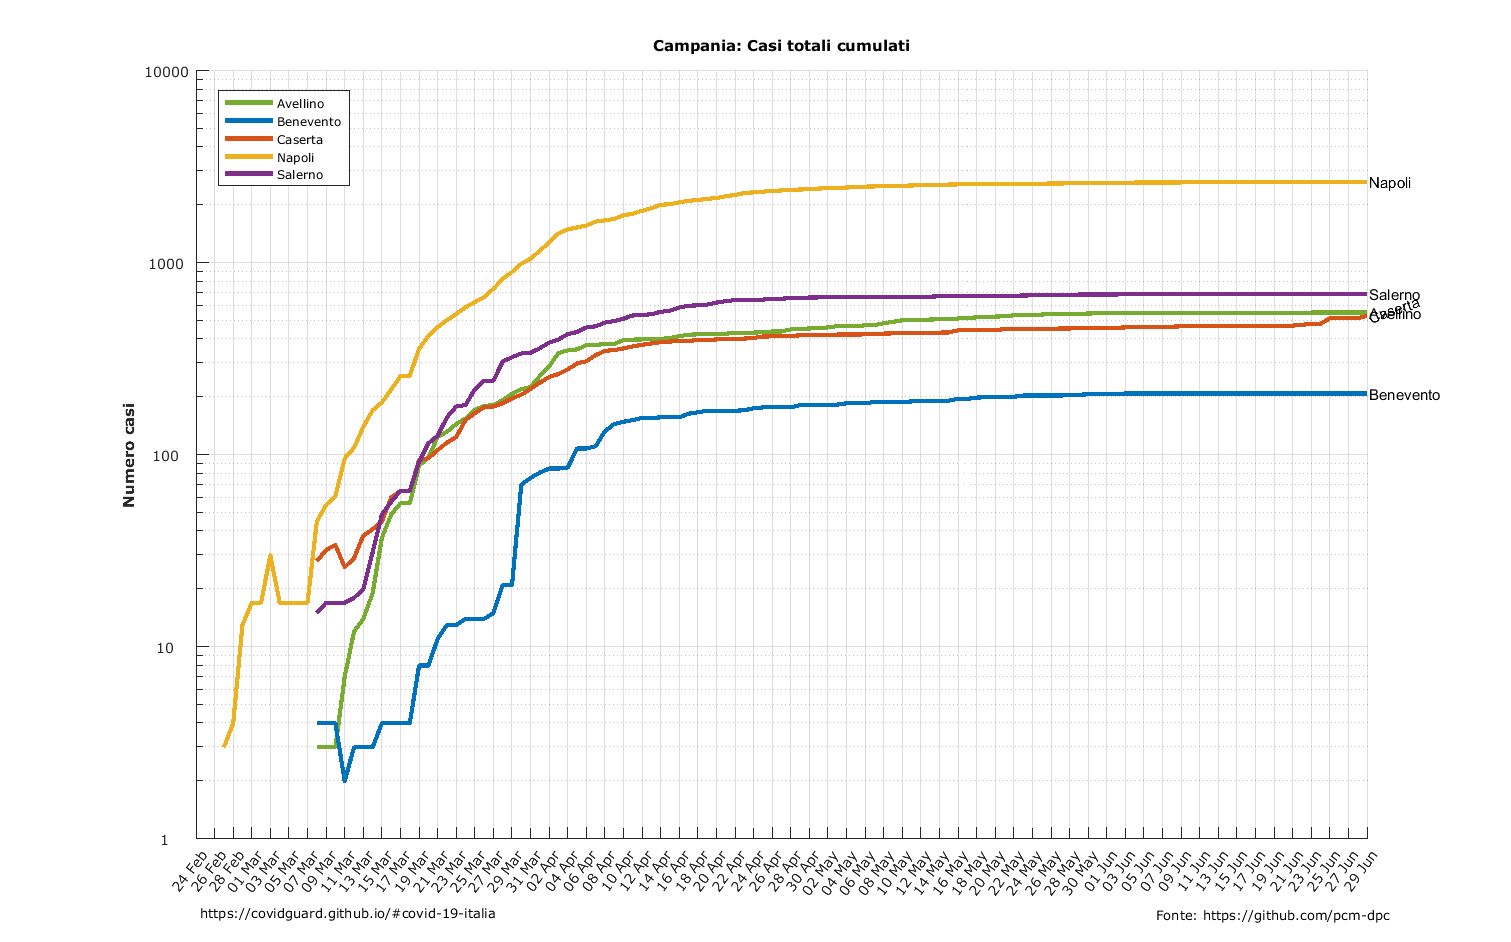 Campania: Casi totali cumulati
10000
1000
100
10
1
Numero casi
Avellino
Benevento
Caserta
Napoli
Salerno
Napoli
Salerno
Caserta
Avellino
Benevento
24 Feb
26 Feb
28 Feb
01 Mar
03 Mar
05 Mar
07 Mar
09 Mar
11 Mar
13 Mar
15 Mar
17 Mar
19 Mar
21 Mar
23 Mar
25 Mar
27 Mar
29 Mar
31 Mar
02 Apr
04 Apr
06 Apr
08 Apr
10 Apr
12 Apr
14 Apr
16 Apr
18 Apr
20 Apr
22 Apr
24 Apr
26 Apr
28 Apr
30 Apr
02 May
04 May
06 May
08 May
10 May
12 May
14 May
16 May
18 May
20 May
22 May
24 May
26 May
28 May
30 May
01 Jun
03 Jun
05 Jun
07 Jun
09 Jun
11 Jun
13 Jun
15 Jun
17 Jun
19 Jun
21 Jun
23 Jun
25 Jun
27 Jun
29 Jun
https://covidguard.github.io/#covid-19-italia
Fonte: https://github.com/pcm-dpc